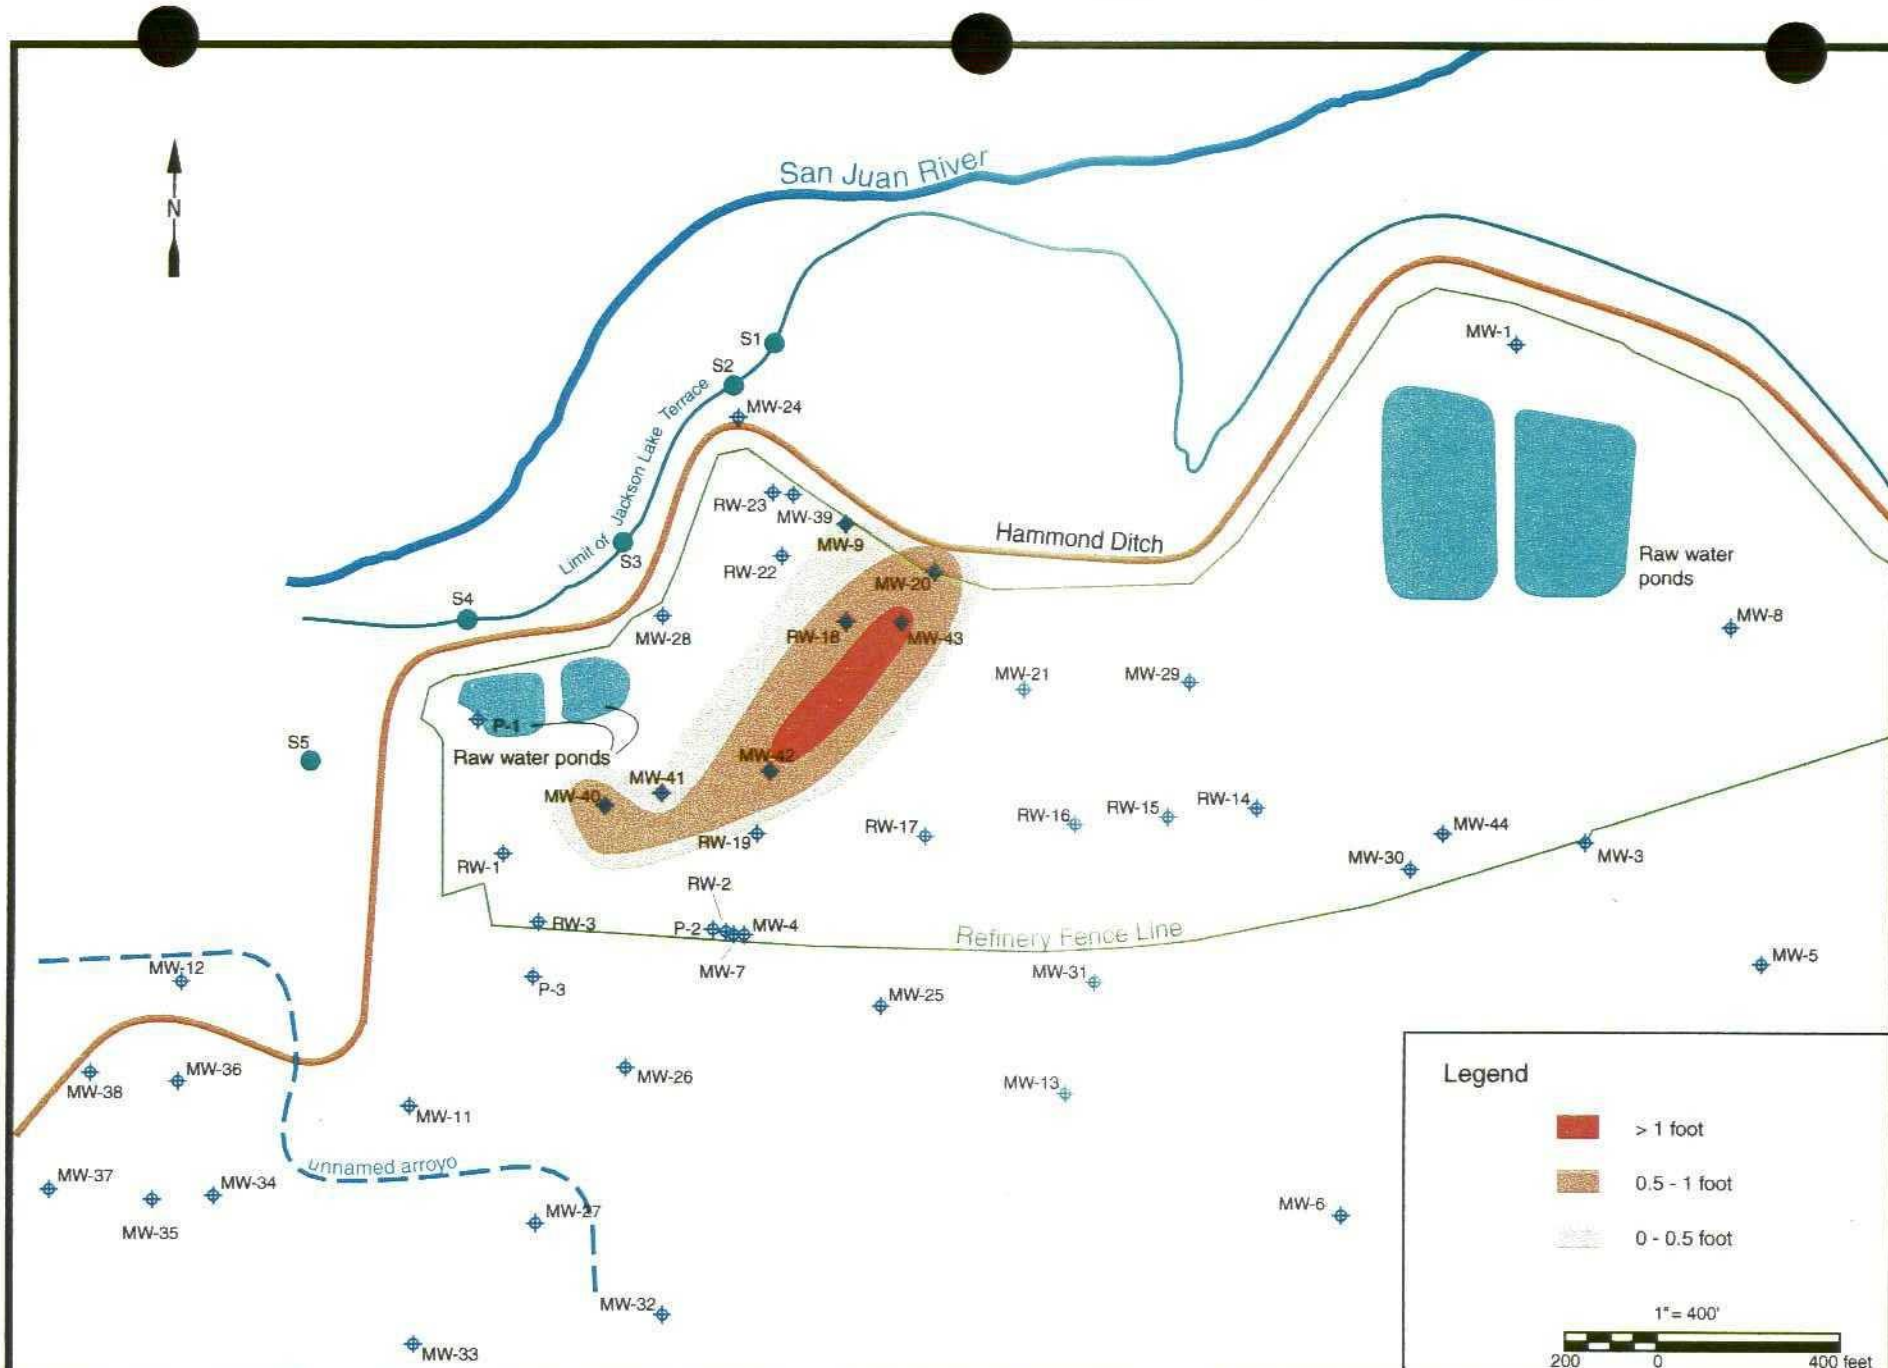 San Juan River
N
S1
MW-1
S2
MW-24
Limit of Jackson Lake Terrace
RW-23
MW-39
Hammond Ditch
MW-9
S3
RW-22
Raw water
ponds
MW-20
S4
MW-8
MW-28
RW-18
MW-43
MW-21
MW-29
P-1
S5
Raw water ponds
MW-42
MW-41
MW-40
RW-14
RW-15
RW-16
RW-17
MW-44
RW-19
MW-30
MW-3
RW-1
RW-2
RW-3
P-2
MW-4
Refinery Fence Line
MW-12
MW-7
MW-31
MW-5
P-3
MW-25
MW-36
MW-38
MW-26
MW-13
Legend
MW-11
> 1 foot
unnamed arroyo
MW-37
MW-34
0.5 - 1 foot
MW-35
MW-27
MW-6
0 - 0.5 foot
MW-32
1" = 400'
MW-33
200 0 400 feet